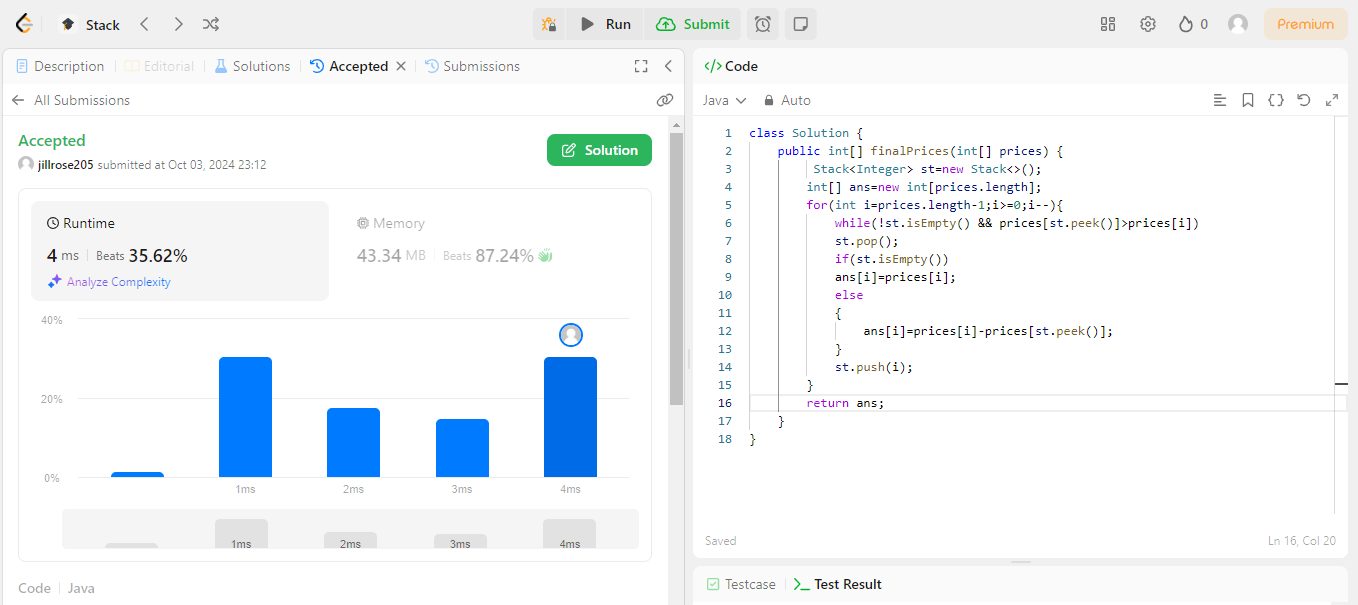 Stack
Run
Submit
0
Premium
Description
Editorial
Solutions
Accepted
Submissions
All Submissions
Accepted
jillrose205 submitted at Oct 03, 2024 23:12
Solution
Runtime
4 ms
Beats 35.62%
Analyze Complexity
Memory
43.34 MB
Beats 87.24%
40%
20%
0%
1ms
2ms
3ms
4ms
1ms
2ms
3ms
4ms
Code
Java
</> Code
Java
Auto
1 class Solution {
2     public int[] finalPrices(int[] prices) {
3          Stack<Integer> st=new Stack<>();
4         int[] ans=new int[prices.length];
5         for(int i=prices.length-1;i>=0;i--){
6             while(!st.isEmpty() && prices[st.peek()]>prices[i])
7             st.pop();
8             if(st.isEmpty())
9             ans[i]=prices[i];
10             else
11             {
12                 ans[i]=prices[i]-prices[st.peek()];
13             }
14             st.push(i);
15         }
16         return ans;
17     }
18 }
Saved
Ln 16, Col 20
Testcase
Test Result